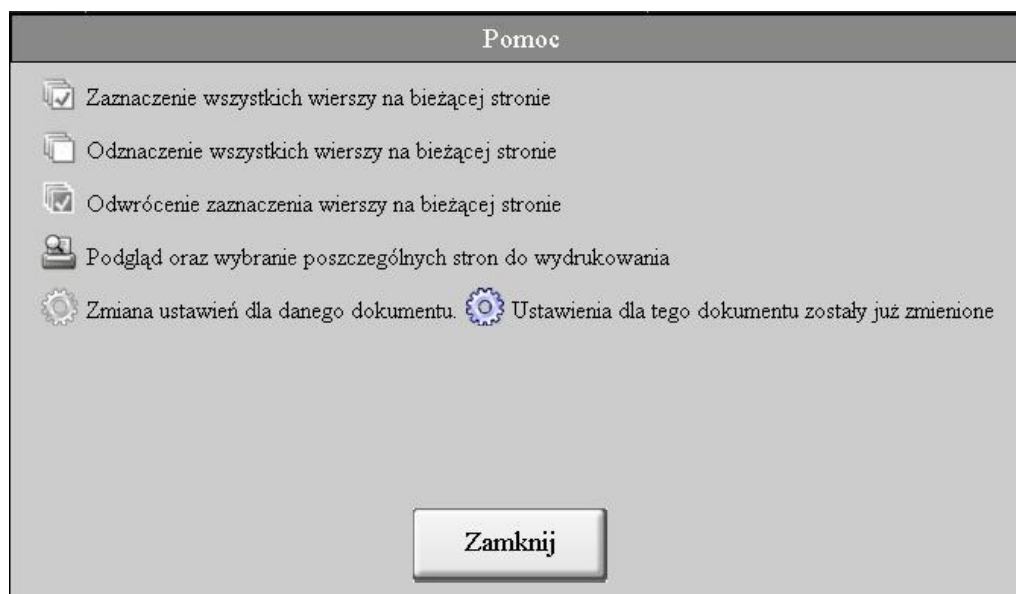 Pomoc
Zaznaczenie wszystkich wierszy na bieżącej stronie
Odznaczenie wszystkich wierszy na bieżącej stronie
Odwrócenie zaznaczenia wierszy na bieżącej stronie
Podgląd oraz wybranie poszczególnych stron do wydrukowania
Zmiana ustawień dla danego dokumentu. Ustawienia dla tego dokumentu zostały już zmienione
Zamknij